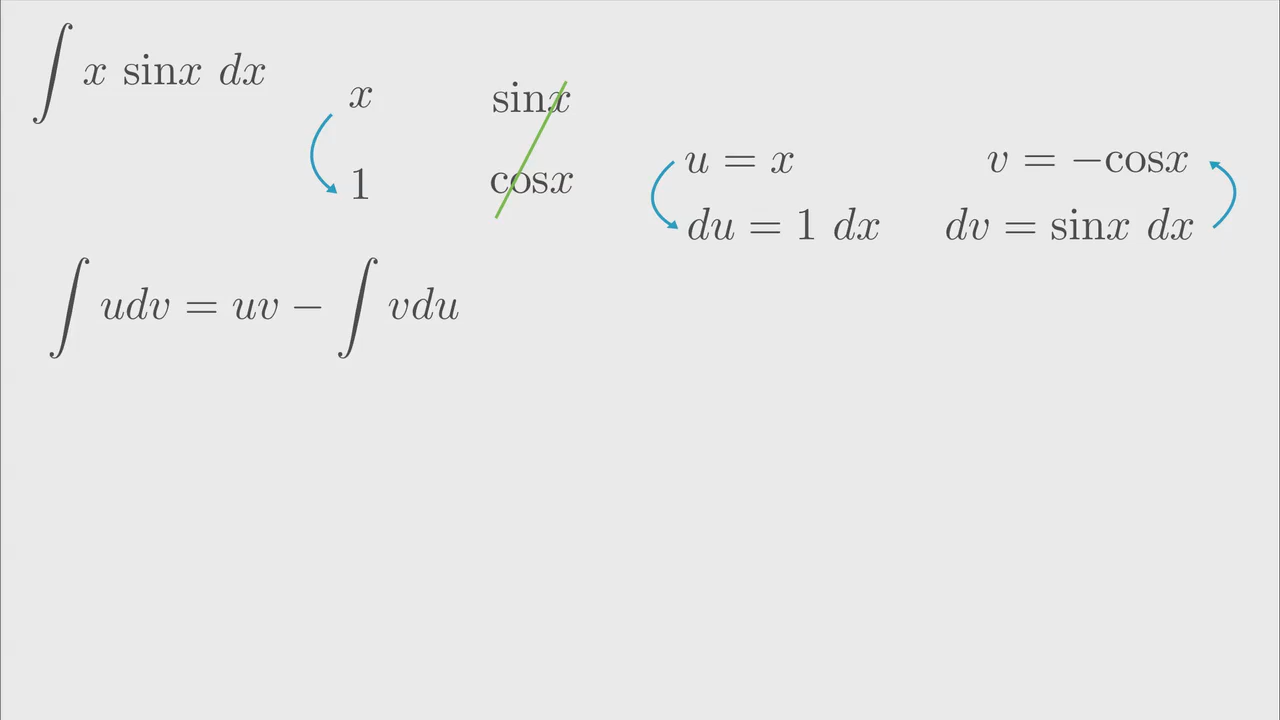 ∫ x sinx dx
x sinx
1 cosx
u = x v = −cosx
du = 1 dx dv = sinx dx
∫ udv = uv − ∫ vdu